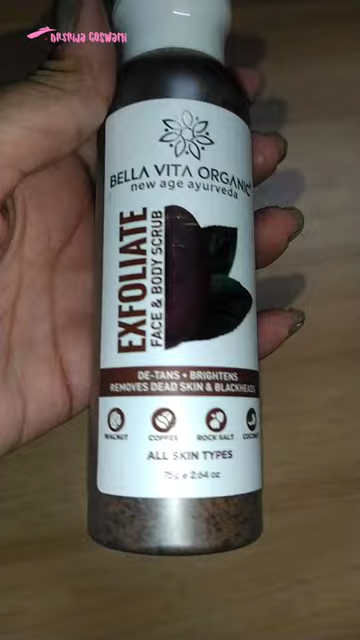 DRSRIJA GOSWAMI
BELLA VITA ORGANIC
new age ayurveda
EXFOLIATE
FACE & BODY SCRUB
DE-TANS • BRIGHTENS
REMOVES DEAD SKIN & BLACKHEADS
WALNUT COFFEE ROCK SALT COCONUT
ALL SKIN TYPES
75g e 2.64 oz